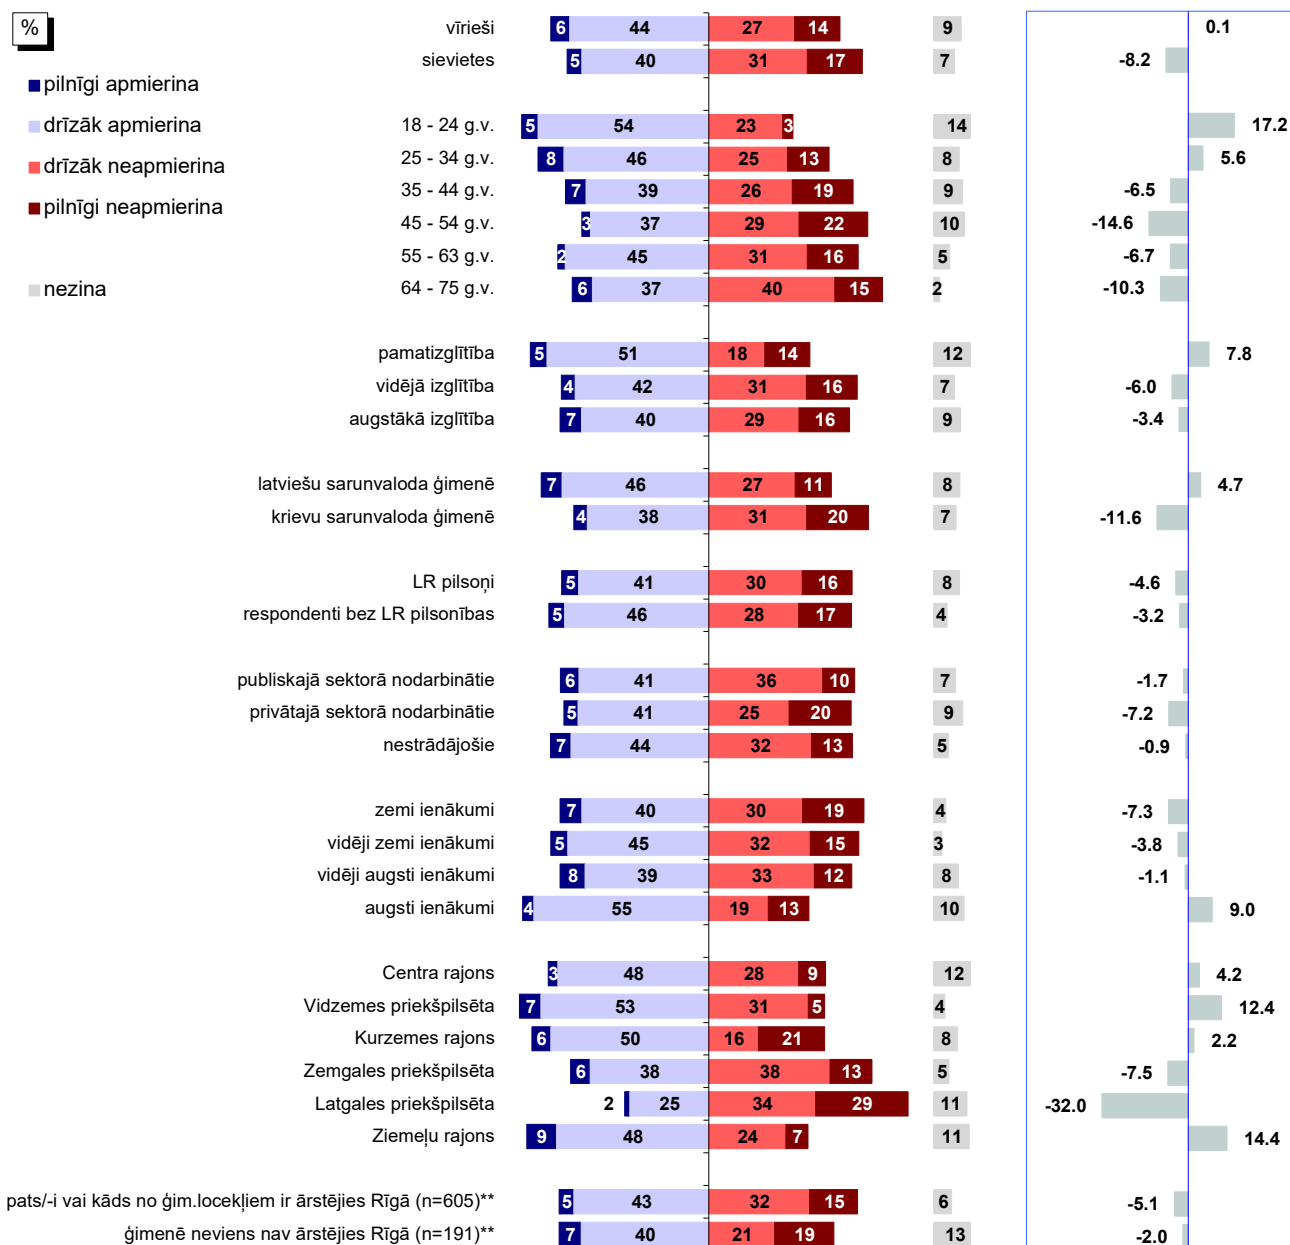 %
pilnīgi apmierina
drīzāk apmierina
drīzāk neapmierina
pilnīgi neapmierina
nezina
vīrieši 6 44 27 14 9 0.1
sievietes 5 40 31 17 7 -8.2
18 - 24 g.v. 5 54 23 3 14 17.2
25 - 34 g.v. 8 46 25 13 8 5.6
35 - 44 g.v. 7 39 26 19 9 -6.5
45 - 54 g.v. 3 37 29 22 10 -14.6
55 - 63 g.v. 2 45 31 16 5 -6.7
64 - 75 g.v. 6 37 40 15 2 -10.3
pamatizglītība 5 51 18 14 12 7.8
vidējā izglītība 4 42 31 16 7 -6.0
augstākā izglītība 7 40 29 16 9 -3.4
latviešu sarunvaloda ģimenē 7 46 27 11 8 4.7
krievu sarunvaloda ģimenē 4 38 31 20 7 -11.6
LR pilsoņi 5 41 30 16 8 -4.6
respondenti bez LR pilsonības 5 46 28 17 4 -3.2
publiskajā sektorā nodarbinātie 6 41 36 10 7 -1.7
privātajā sektorā nodarbinātie 5 41 25 20 9 -7.2
nestrādājošie 7 44 32 13 5 -0.9
zemi ienākumi 7 40 30 19 4 -7.3
vidēji zemi ienākumi 5 45 32 15 3 -3.8
vidēji augsti ienākumi 8 39 33 12 8 -1.1
augsti ienākumi 4 55 19 13 10 9.0
Centra rajons 3 48 28 9 12 4.2
Vidzemes priekšpilsēta 7 53 31 5 4 12.4
Kurzemes rajons 6 50 16 21 8 2.2
Zemgales priekšpilsēta 6 38 38 13 5 -7.5
Latgales priekšpilsēta 2 25 34 29 11 -32.0
Ziemeļu rajons 9 48 24 7 11 14.4
pats/-i vai kāds no ģim.locekļiem ir ārstējies Rīgā (n=605)** 5 43 32 15 6 -5.1
ģimenē neviens nav ārstējies Rīgā (n=191)** 7 40 21 19 13 -2.0